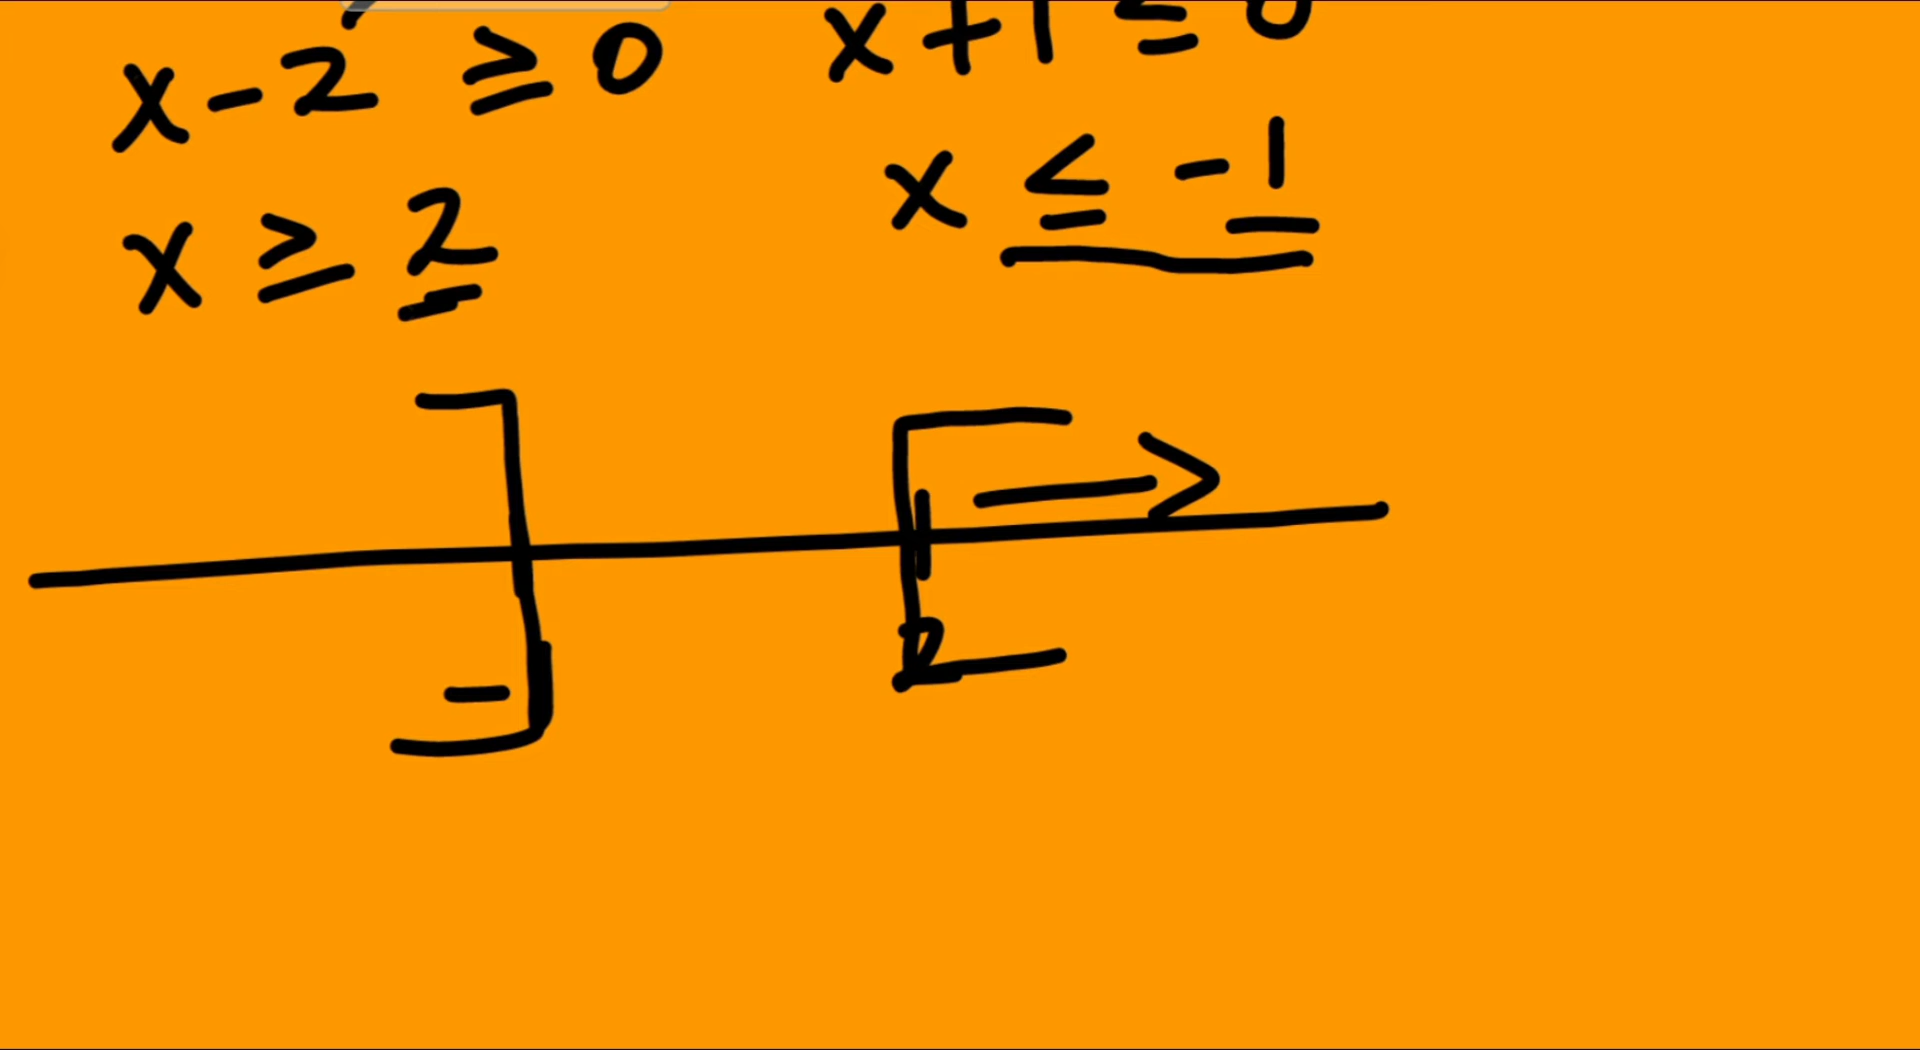 x - 2 ≥ 0
x + 1 ≤ 0
x ≥ 2
x ≤ -1
-1
2